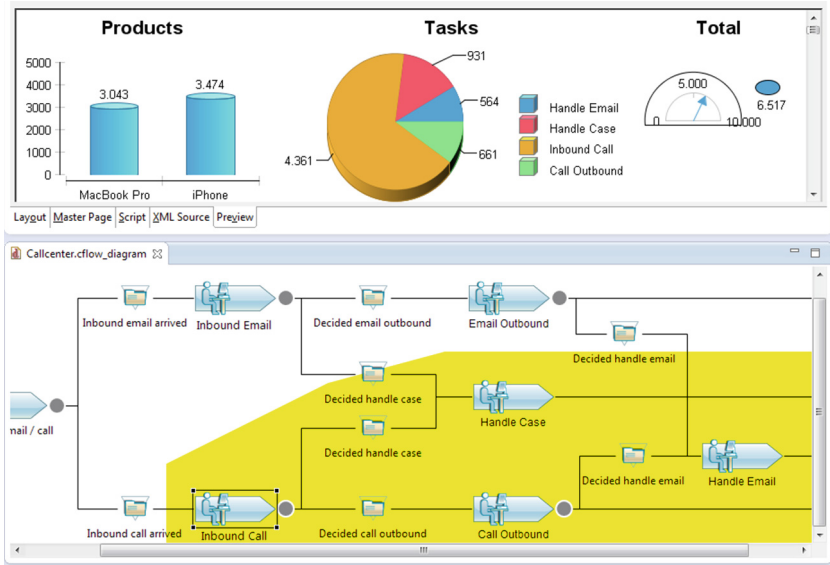 Products
Tasks
Total
5000
4000
3000
2000
1000
0
3.043
3.474
MacBook Pro
iPhone
931
564
661
4.361
Handle Email
Handle Case
Inbound Call
Call Outbound
5.000
0
10.000
6.517
Layout Master Page Script XML Source Preview
Callcenter.cflow_diagram
Inbound email arrived
Inbound Email
Decided email outbound
Email Outbound
Decided handle email
Decided handle case
Handle Case
mail / call
Decided handle case
Decided handle email
Handle Email
Inbound call arrived
Inbound Call
Decided call outbound
Call Outbound